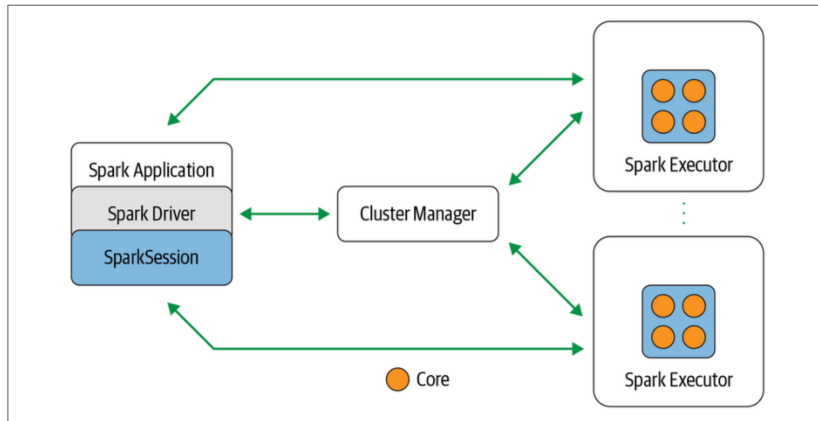 Spark Application
Spark Driver
SparkSession
Cluster Manager
Spark Executor
Spark Executor
Core